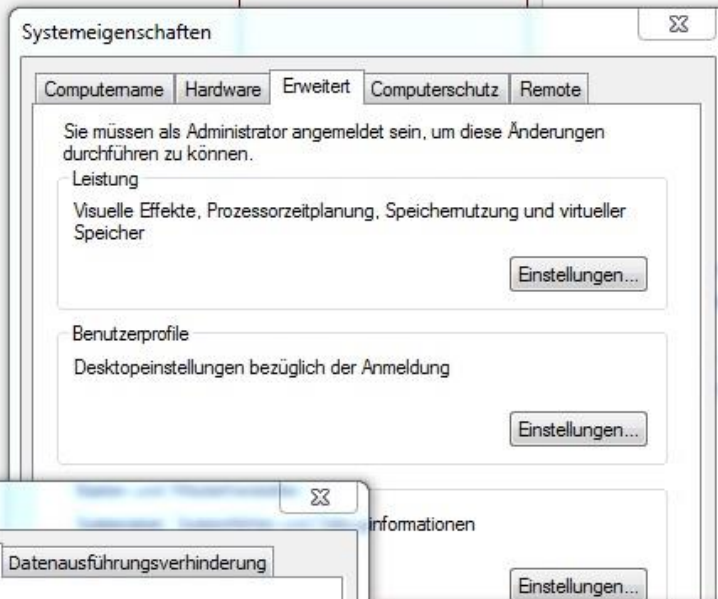 Systemeigenschaften
Computername Hardware Erweitert Computerschutz Remote
Sie müssen als Administrator angemeldet sein, um diese Änderungen
durchführen zu können.
Leistung
Visuelle Effekte, Prozessorzeitplanung, Speichernutzung und virtueller
Speicher
Einstellungen...
Benutzerprofile
Desktopeinstellungen bezüglich der Anmeldung
Einstellungen...
informationen
Datenausführungsverhinderung
Einstellungen...